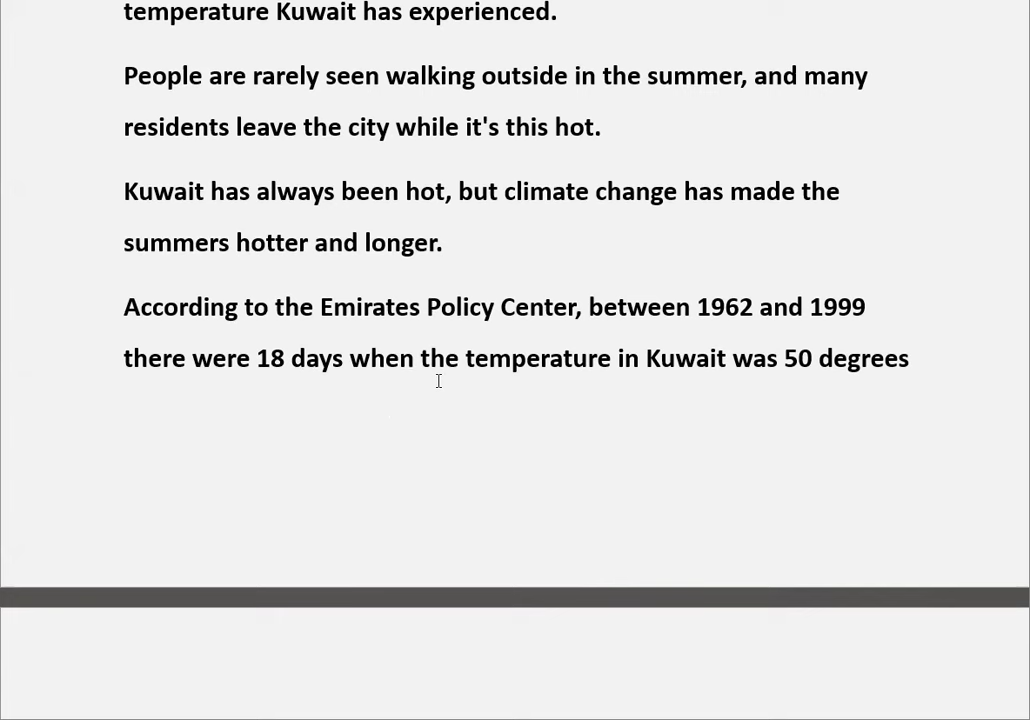 temperature Kuwait has experienced.
People are rarely seen walking outside in the summer, and many
residents leave the city while it's this hot.
Kuwait has always been hot, but climate change has made the
summers hotter and longer.
According to the Emirates Policy Center, between 1962 and 1999
there were 18 days when the temperature in Kuwait was 50 degrees